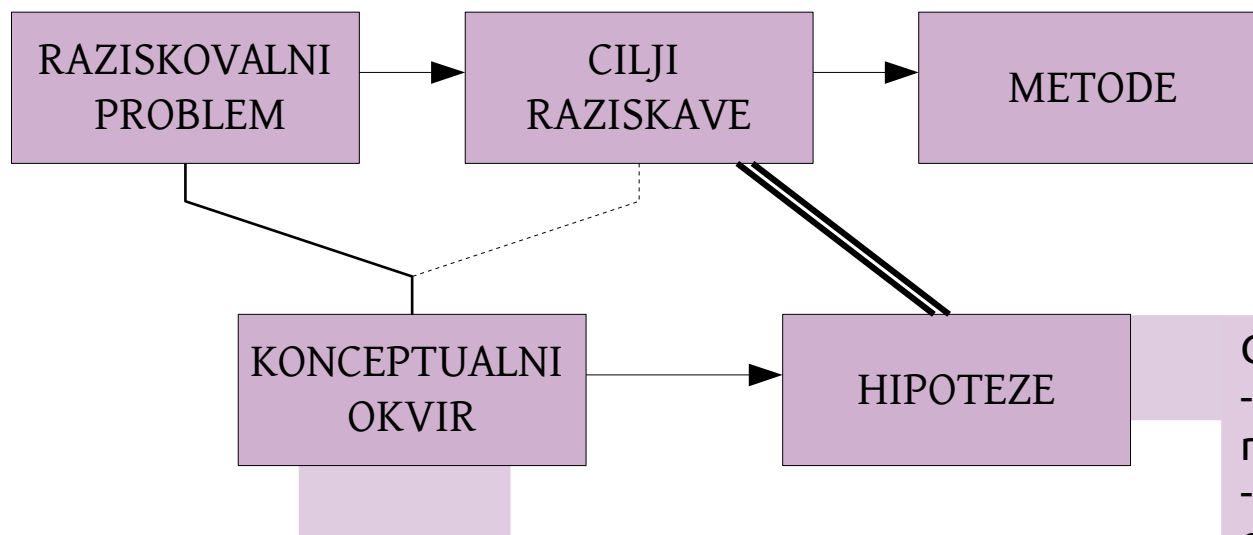 RAZISKOVALNI
PROBLEM
CILJI
RAZISKAVE
METODE
KONCEPTUALNI
OKVIR
HIPOTEZE
-
-